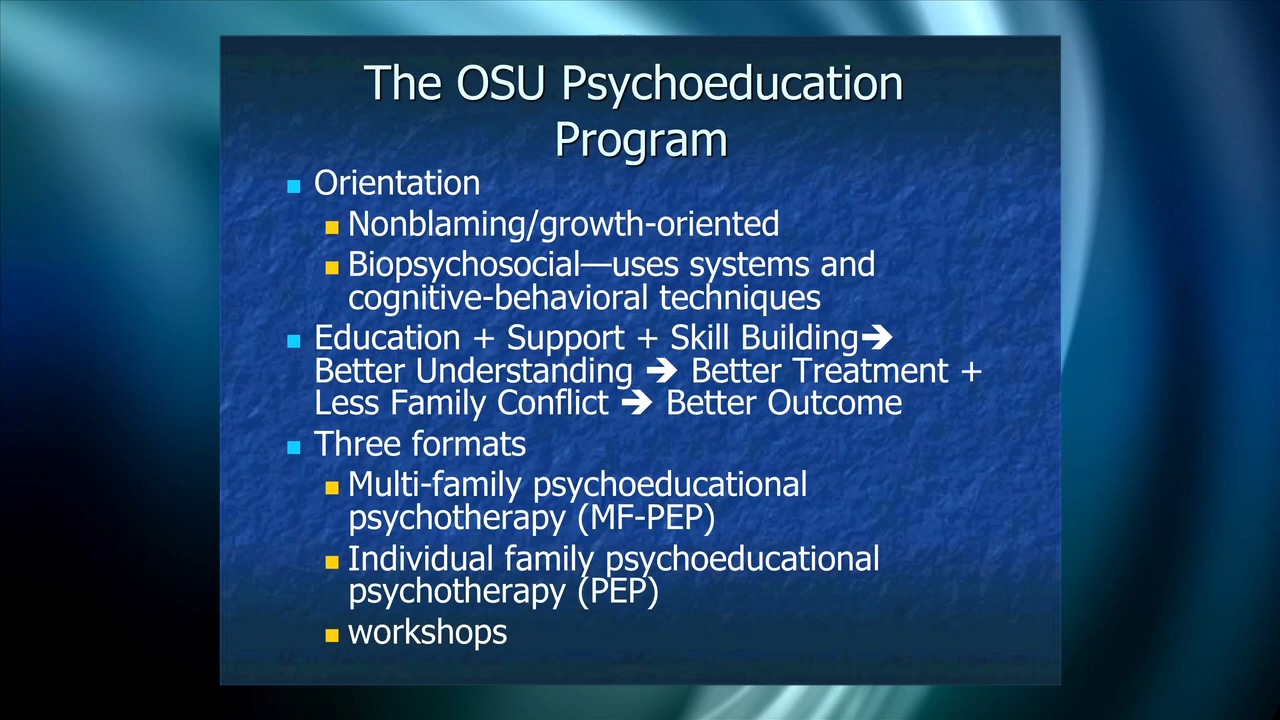 The OSU Psychoeducation
Program
Orientation
Nonblaming/growth-oriented
Biopsychosocial—uses systems and
cognitive-behavioral techniques
Education + Support + Skill Building➔
Better Understanding ➔ Better Treatment +
Less Family Conflict ➔ Better Outcome
Three formats
Multi-family psychoeducational
psychotherapy (MF-PEP)
Individual family psychoeducational
psychotherapy (PEP)
workshops